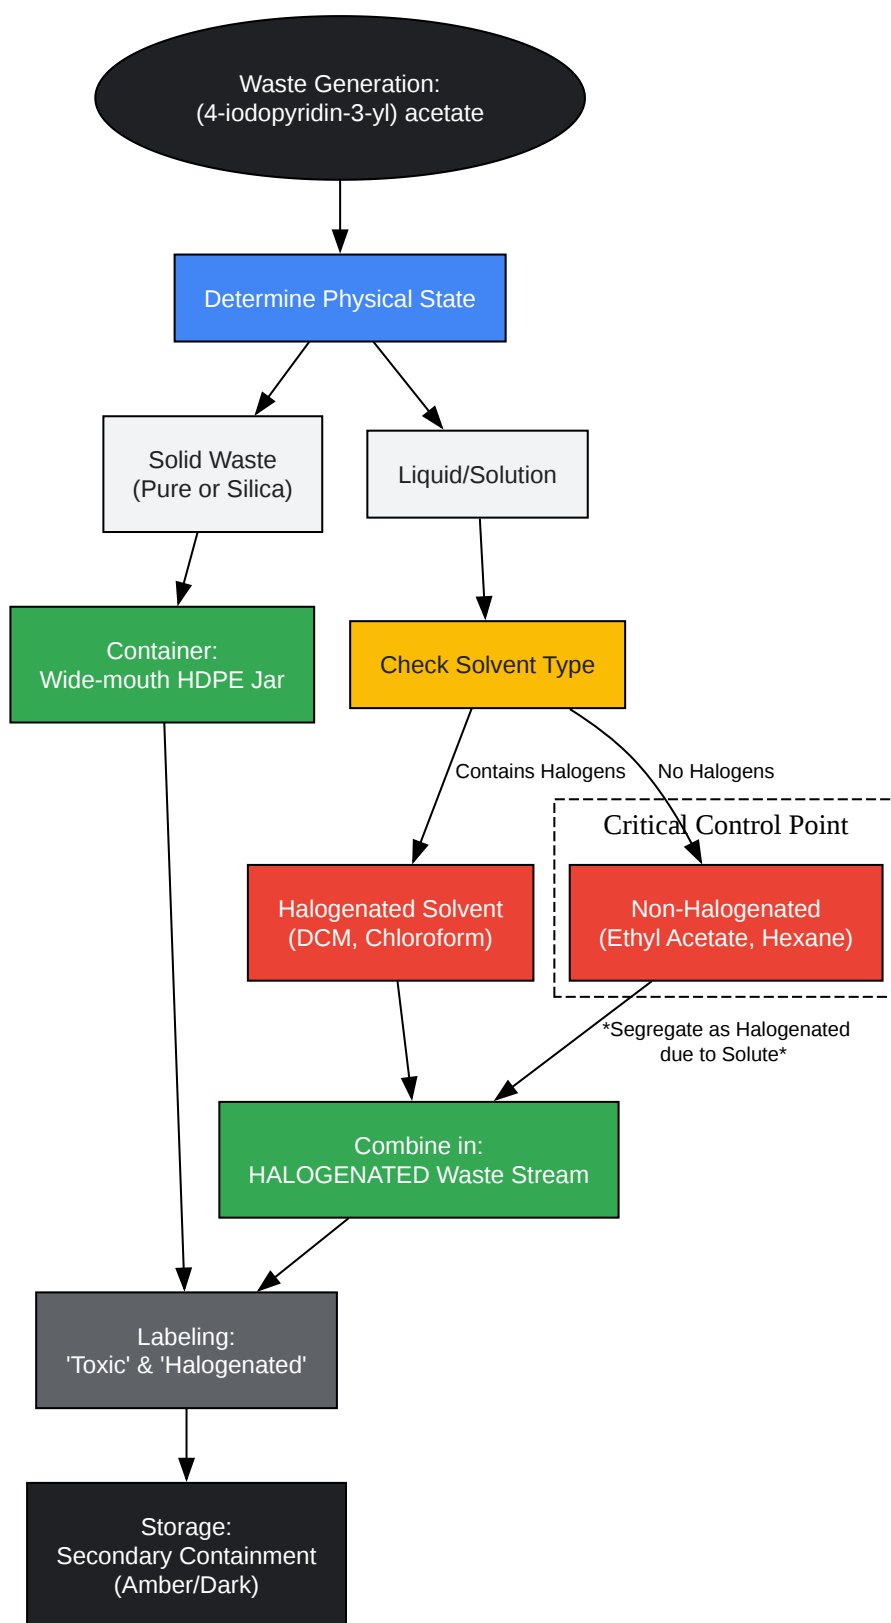 Waste Generation:
(4-iodopyridin-3-yl) acetate
Determine Physical State
Solid Waste
(Pure or Silica)
Liquid/Solution
Container:
Wide-mouth HDPE Jar
Check Solvent Type
Contains Halogens
No Halogens
Critical Control Point
Halogenated Solvent
(DCM, Chloroform)
Non-Halogenated
(Ethyl Acetate, Hexane)
*Segregate as Halogenated
due to Solute*
Combine in:
HALOGENATED Waste Stream
Labeling:
'Toxic' & 'Halogenated'
Storage:
Secondary Containment
(Amber/Dark)